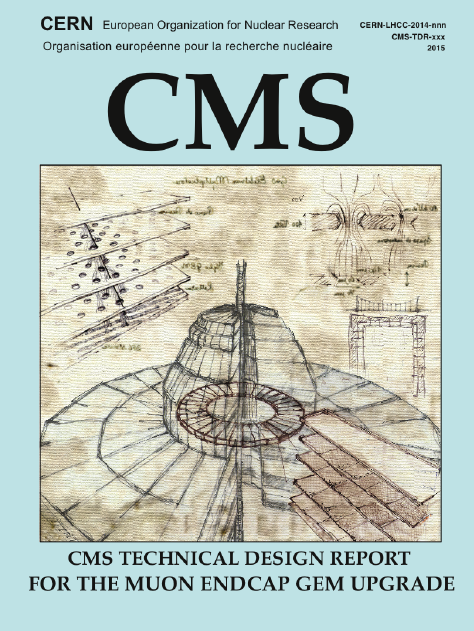 CERN European Organization for Nuclear Research
Organisation européenne pour la recherche nucléaire
CERN-LHCC-2014-nnn
CMS-TDR-xxx
2015
CMS
CMS TECHNICAL DESIGN REPORT
FOR THE MUON ENDCAP GEM UPGRADE